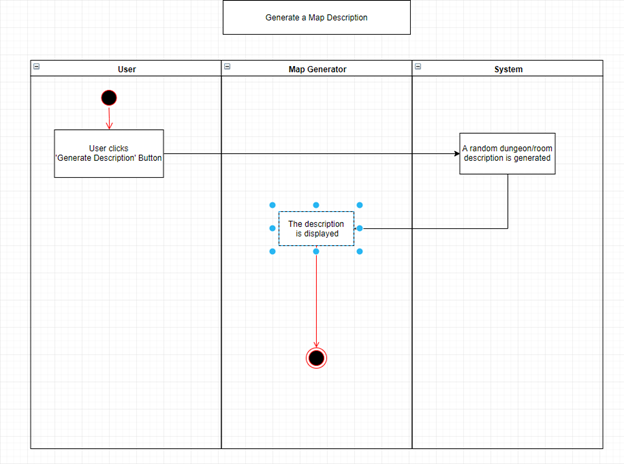 Generate a Map Description
User
Map Generator
System
User clicks
'Generate Description' Button
A random dungeon/room
description is generated
The description
is displayed